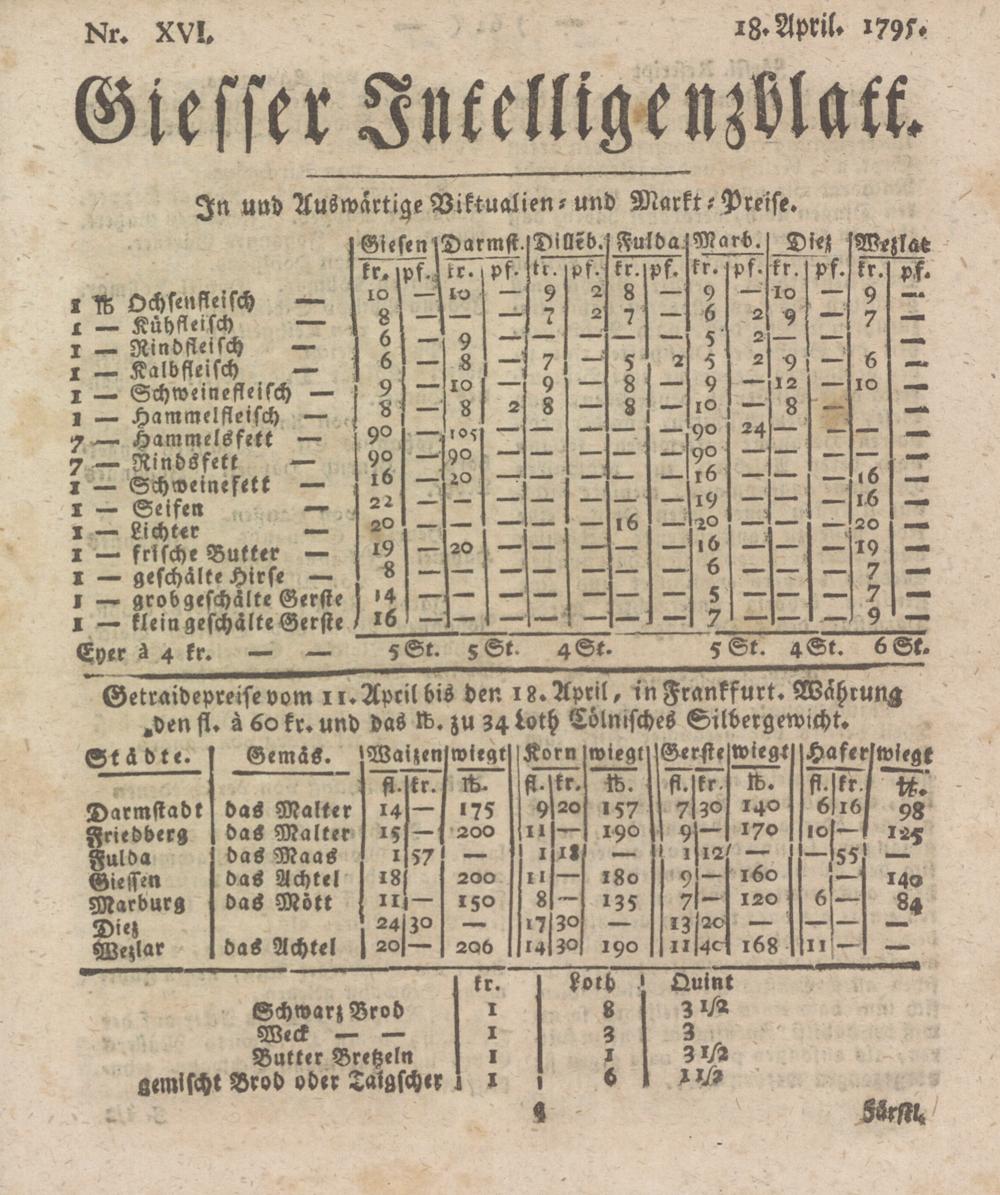 Nr. XVI.   18. April. 1795.
Giesser Intelligenzblatt.
In und Auswärtige Viktualien- und Markt-Preise.
Giesen | Darmst. | Dilleb. | Fulda | Marb. | Diez | Wezlar
kr. | pf. | kr. | pf. | kr. | pf. | kr. | pf. | kr. | pf. | kr. | pf. | kr. | pf.
1 ℔ Ochsenfleisch — | 10 | — | 10 | — | 9 | 2 | 8 | — | 9 | — | 10 | — | 9 | —
1 — Kühfleisch — | 8 | — | — | — | 7 | 2 | 7 | — | 6 | 2 | 9 | — | 7 | —
1 — Rindfleisch — | 6 | — | 9 | — | — | — | — | — | 5 | 2 | — | — | — | —
1 — Kalbfleisch — | 6 | — | 8 | — | 7 | — | 5 | 2 | 5 | 2 | 9 | — | 6 | —
1 — Schweinefleisch — | 9 | — | 10 | — | 9 | — | 8 | — | 9 | — | 12 | — | 10 | —
1 — Hammelfleisch — | 8 | — | 8 | 2 | 8 | — | 8 | — | 10 | — | 8 | — | | —
7 — Hammelsfett — | 90 | — | 105 | — | — | — | — | — | 90 | 24 | — | — | — | —
7 — Rindsfett — | 90 | — | 90 | — | — | — | — | — | 90 | — | — | — | — | —
1 — Schweinefett — | 16 | — | 20 | — | — | — | — | — | 16 | — | — | — | 16 | —
1 — Seifen — | 22 | — | — | — | — | — | — | — | 19 | — | — | — | 16 | —
1 — Lichter — | 20 | — | — | — | — | — | 16 | — | 20 | — | — | — | 20 | —
1 — frische Butter — | 19 | — | 20 | — | — | — | — | — | 16 | — | — | — | 19 | —
1 — geschälte Hirse — | 8 | — | — | — | — | — | — | — | 6 | — | — | — | 7 | —
1 — grobgeschälte Gerste | 14 | — | — | — | — | — | — | — | 5 | — | — | — | 7 | —
1 — kleingeschälte Gerste | 16 | — | — | — | — | — | — | — | 7 | — | — | — | 9 | —
Eyer à 4 kr. — — 5 St. 5 St. 4 St. 5 St. 4 St. 6 St.
Getraidepreise vom 11. April bis den 18. April, in Frankfurt. Währung
den fl. à 60 kr. und das ℔. zu 34 Loth Cölnisches Silbergewicht.
Städte. | Gemäs. | Waizen | wiegt | Korn | wiegt | Gerste | wiegt | Hafer | wiegt
fl. | kr. | ℔. | fl. | kr. | ℔. | fl. | kr. | ℔. | fl. | kr. | ℔.
Darmstadt | das Malter | 14 | — | 175 | 9 | 20 | 157 | 7 | 30 | 140 | 6 | 16 | 98
Friedberg | das Malter | 15 | — | 200 | 11 | — | 190 | 9 | — | 170 | 10 | — | 125
Fulda | das Maas | 1 | 57 | — | 1 | 18 | — | 1 | 12 | — | — | 55 | —
Giessen | das Achtel | 18 | | 200 | 11 | — | 180 | 9 | — | 160 | | — | 140
Marburg | das Mött | 11 | — | 150 | 8 | — | 135 | 7 | — | 120 | 6 | — | 84
Diez | | 24 | 30 | — | 17 | 30 | — | 13 | 20 | — | — | — | —
Wezlar | das Achtel | 20 | — | 206 | 14 | 30 | 190 | 11 | 40 | 168 | 11 | — | —
kr. | Loth | Quint
Schwarz Brod | 1 | 8 | 3 1/2
Weck — — | 1 | 3 | 3
Butter Bretzeln | 1 | 1 | 3 1/2
gemischt Brod oder Taigscher | 1 | 6 | 1 1/2
Fürstl.